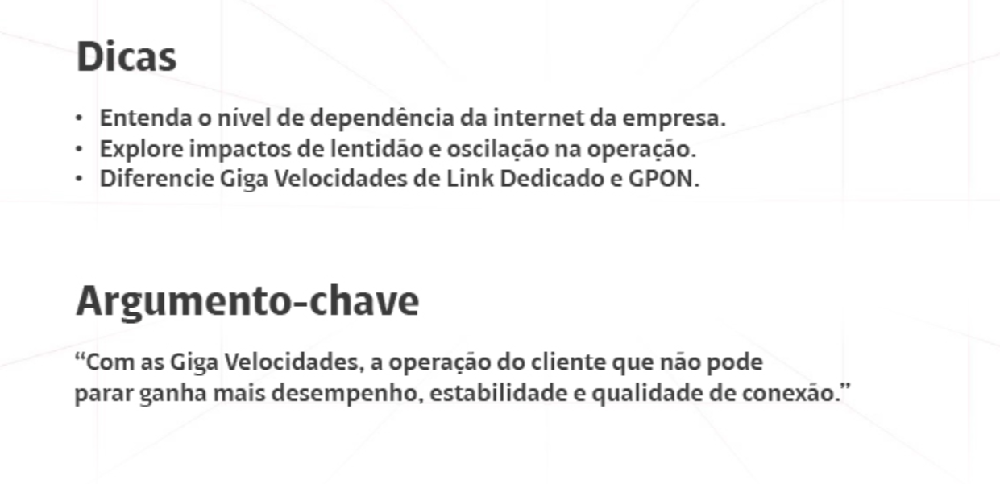 Dicas
• Entenda o nível de dependência da internet da empresa.
• Explore impactos de lentidão e oscilação na operação.
• Diferencie Giga Velocidades de Link Dedicado e GPON.
Argumento-chave
“Com as Giga Velocidades, a operação do cliente que não pode
parar ganha mais desempenho, estabilidade e qualidade de conexão.”